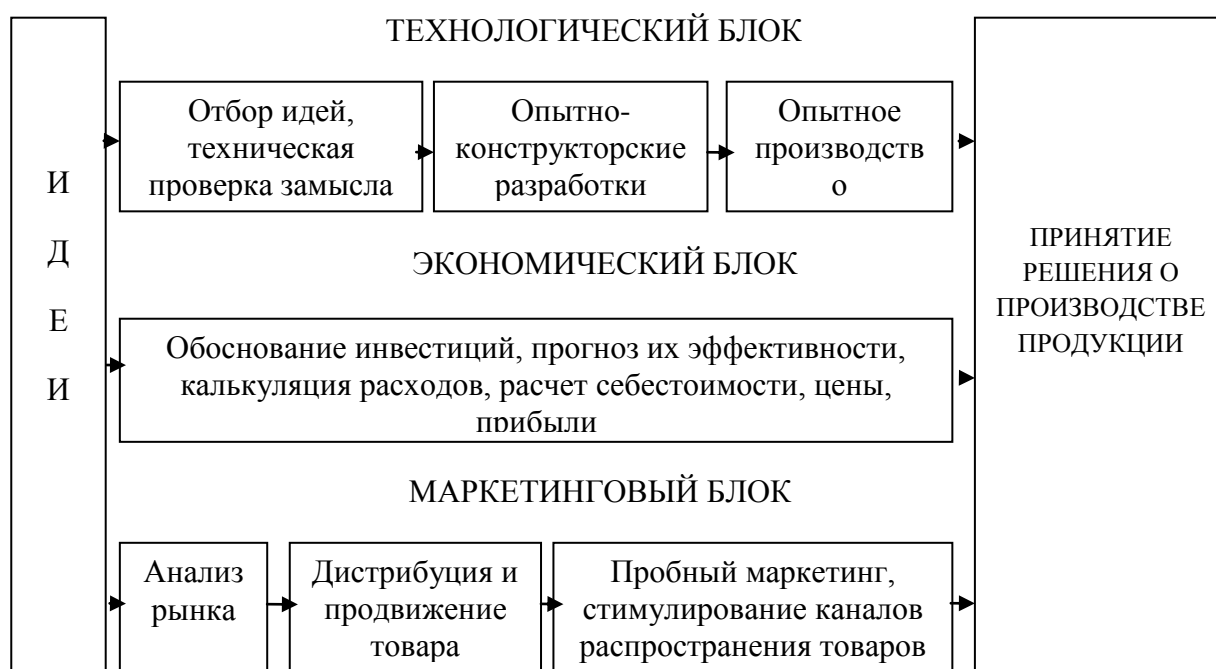 ТЕХНОЛОГИЧЕСКИЙ БЛОК
И
Д
Е
И
Отбор идей,
техническая
проверка замысла
Опытно-
конструкторские
разработки
Опытное
производств
о
ЭКОНОМИЧЕСКИЙ БЛОК
Обоснование инвестиций, прогноз их эффективности,
калькуляция расходов, расчет себестоимости, цены,
прибыли
МАРКЕТИНГОВЫЙ БЛОК
Анализ
рынка
Дистрибуция и
продвижение
товара
Пробный маркетинг,
стимулирование каналов
распространения товаров
ПРИНЯТИЕ
РЕШЕНИЯ О
ПРОИЗВОДСТВЕ
ПРОДУКЦИИ